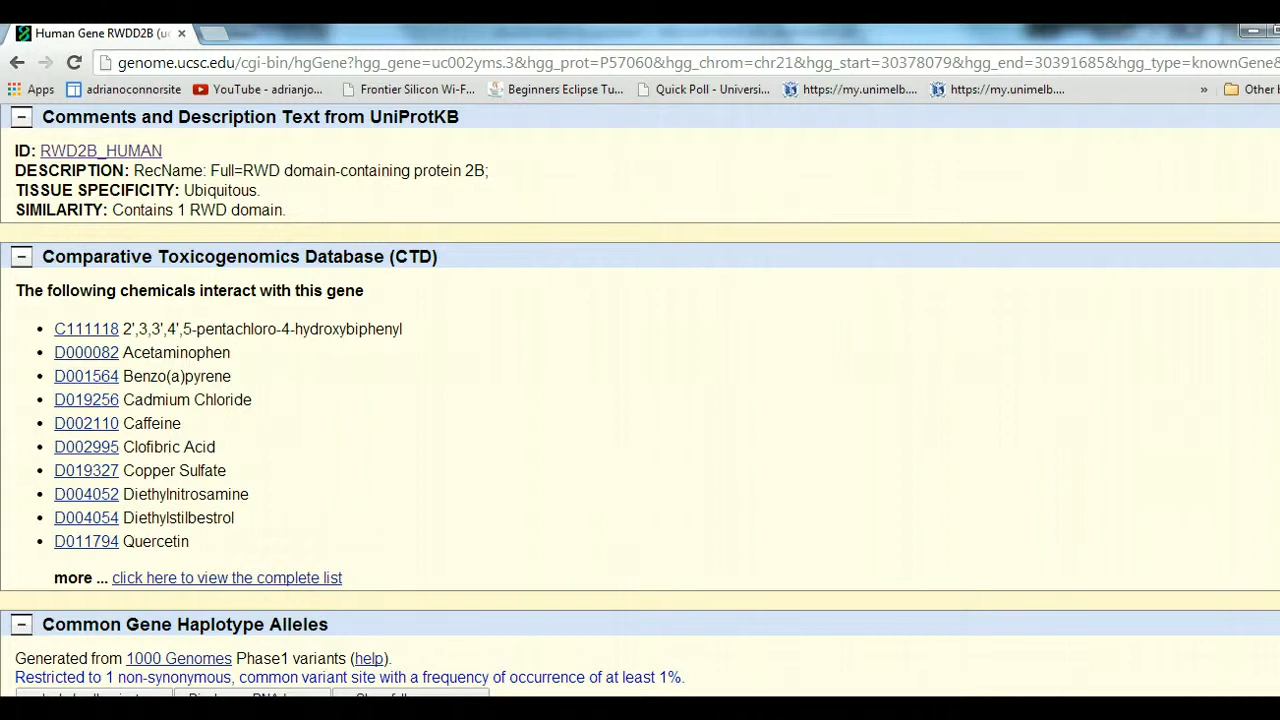 Human Gene RWDD2B (uc
genome.ucsc.edu/cgi-bin/hgGene?hgg_gene=uc002yms.3&hgg_prot=P57060&hgg_chrom=chr21&hgg_start=30378079&hgg_end=30391685&hgg_type=knownGene&
Apps adrianoconnorsite YouTube - adrianjo... Frontier Silicon Wi-F... Beginners Eclipse Tu... Quick Poll - Universi... https://my.unimelb.... https://my.unimelb.... » Other b
Comments and Description Text from UniProtKB
ID: RWD2B_HUMAN
DESCRIPTION: RecName: Full=RWD domain-containing protein 2B;
TISSUE SPECIFICITY: Ubiquitous.
SIMILARITY: Contains 1 RWD domain.
Comparative Toxicogenomics Database (CTD)
The following chemicals interact with this gene
• C111118 2',3,3',4',5-pentachloro-4-hydroxybiphenyl
• D000082 Acetaminophen
• D001564 Benzo(a)pyrene
• D019256 Cadmium Chloride
• D002110 Caffeine
• D002995 Clofibric Acid
• D019327 Copper Sulfate
• D004052 Diethylnitrosamine
• D004054 Diethylstilbestrol
• D011794 Quercetin
more ... click here to view the complete list
Common Gene Haplotype Alleles
Generated from 1000 Genomes Phase1 variants (help).
Restricted to 1 non-synonymous, common variant site with a frequency of occurrence of at least 1%.